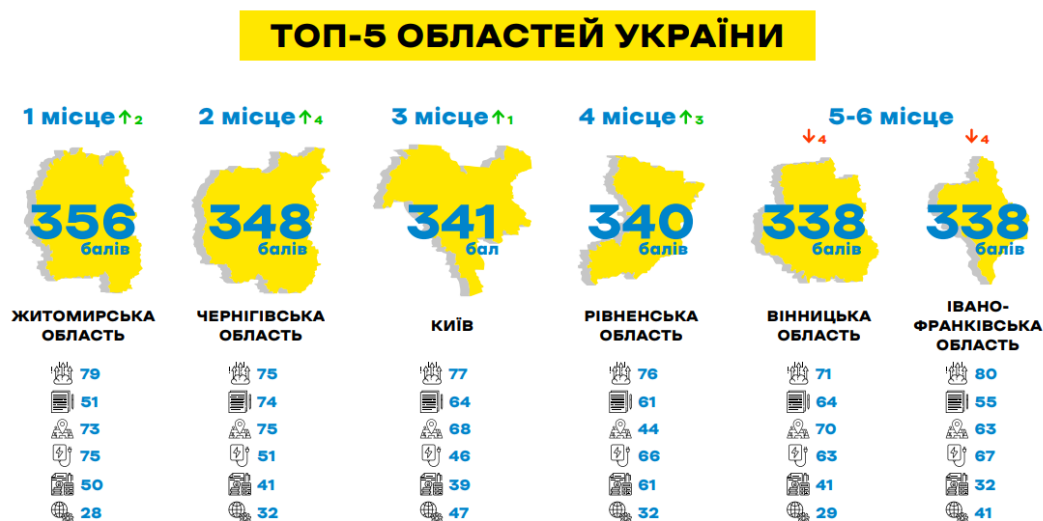 ТОП-5 ОБЛАСТЕЙ УКРАЇНИ
1 місце ↑2
2 місце ↑4
3 місце ↑1
4 місце ↑3
5-6 місце
↓4
↓4
356
балів
348
балів
341
бал
340
балів
338
балів
338
балів
ЖИТОМИРСЬКА
ОБЛАСТЬ
ЧЕРНІГІВСЬКА
ОБЛАСТЬ
КИЇВ
РІВНЕНСЬКА
ОБЛАСТЬ
ВІННИЦЬКА
ОБЛАСТЬ
ІВАНО-
ФРАНКІВСЬКА
ОБЛАСТЬ
79 75 77 76 71 80
51 74 64 61 64 55
73 75 68 44 70 63
75 51 46 66 63 67
50 41 39 61 41 32
28 32 47 32 29 41